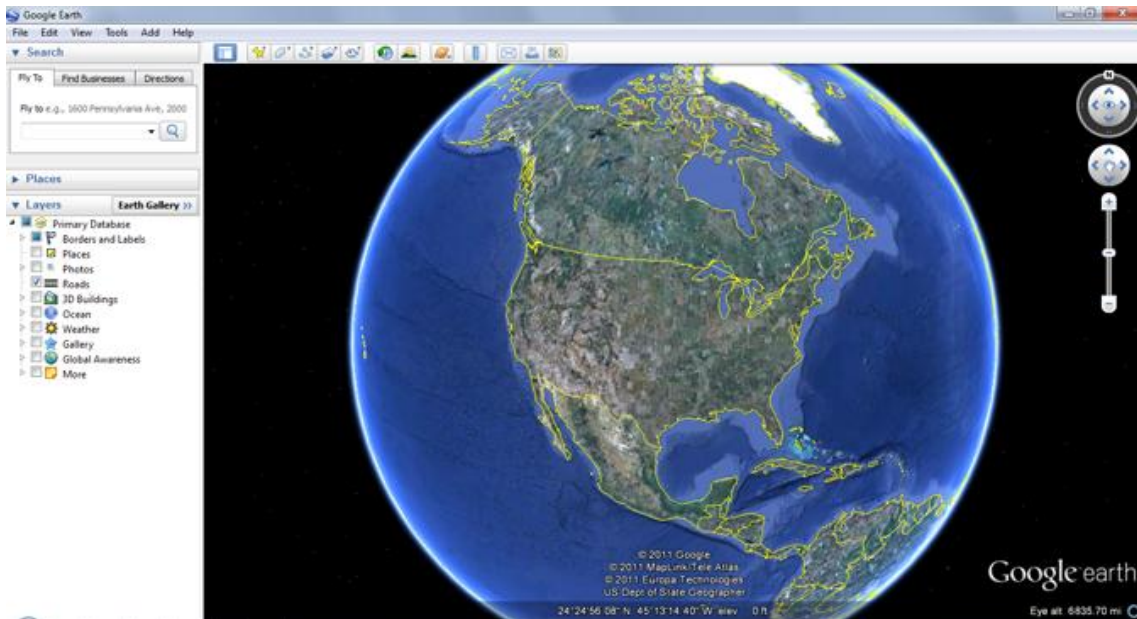 Google Earth
File Edit View Tools Add Help
Search
Fly To Find Businesses Directions
Fly to e.g., 1600 Pennsylvania Ave, 2000
Places
Layers Earth Gallery >>
Primary Database
Borders and Labels
Places
Photos
Roads
3D Buildings
Ocean
Weather
Gallery
Global Awareness
More
N
© 2011 Google
© 2011 MapLink/Tele Atlas
© 2011 Europa Technologies
US Dept of State Geographer
Google earth
24°24'56.08" N 45°13'14.40" W elev 0 ft
Eye alt 6835.70 mi